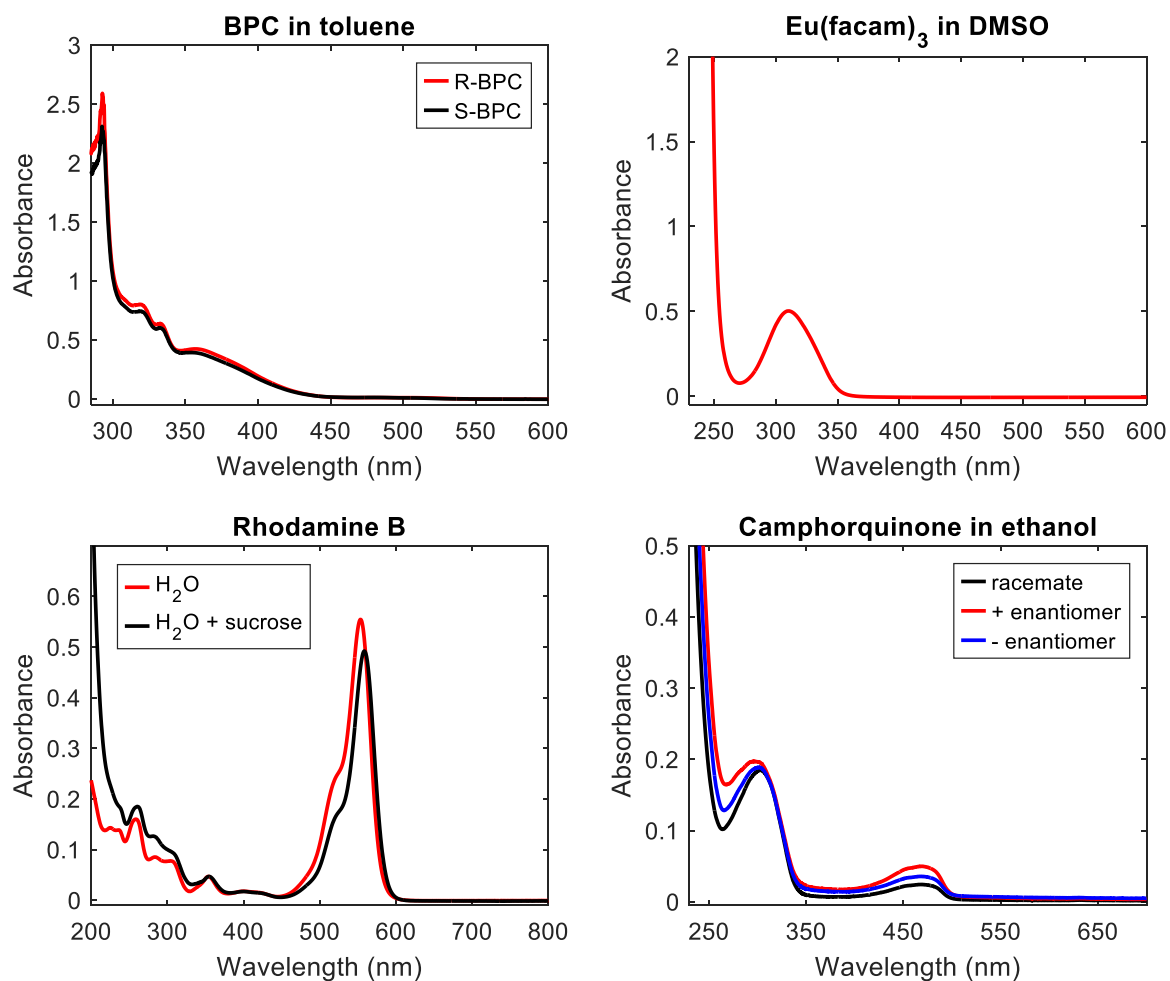 BPC in toluene
3
2.5
2
1.5
1
0.5
0
Absorbance
R-BPC
S-BPC
300 350 400 450 500 550 600
Wavelength (nm)
Eu(facam)₃ in DMSO
2
1.5
1
0.5
0
Absorbance
250 300 350 400 450 500 550 600
Wavelength (nm)
Rhodamine B
0.6
0.5
0.4
0.3
0.2
0.1
0
Absorbance
H₂O
H₂O + sucrose
200 300 400 500 600 700 800
Wavelength (nm)
Camphorquinone in ethanol
0.5
0.4
0.3
0.2
0.1
0
Absorbance
racemate
+ enantiomer
- enantiomer
250 350 450 550 650
Wavelength (nm)